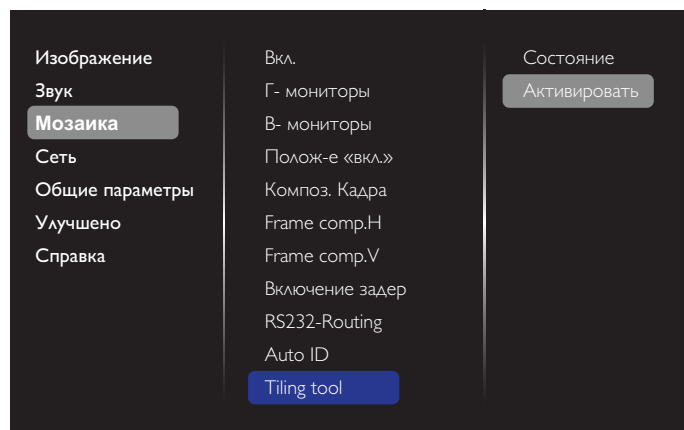 Изображение
Звук
Мозаика
Сеть
Общие параметры
Улучшено
Справка
Вкл.
Г- мониторы
В- мониторы
Полож-е «вкл.»
Композ. Кадра
Frame comp.H
Frame comp.V
Включение задер
RS232-Routing
Auto ID
Tiling tool
Состояние
Активировать